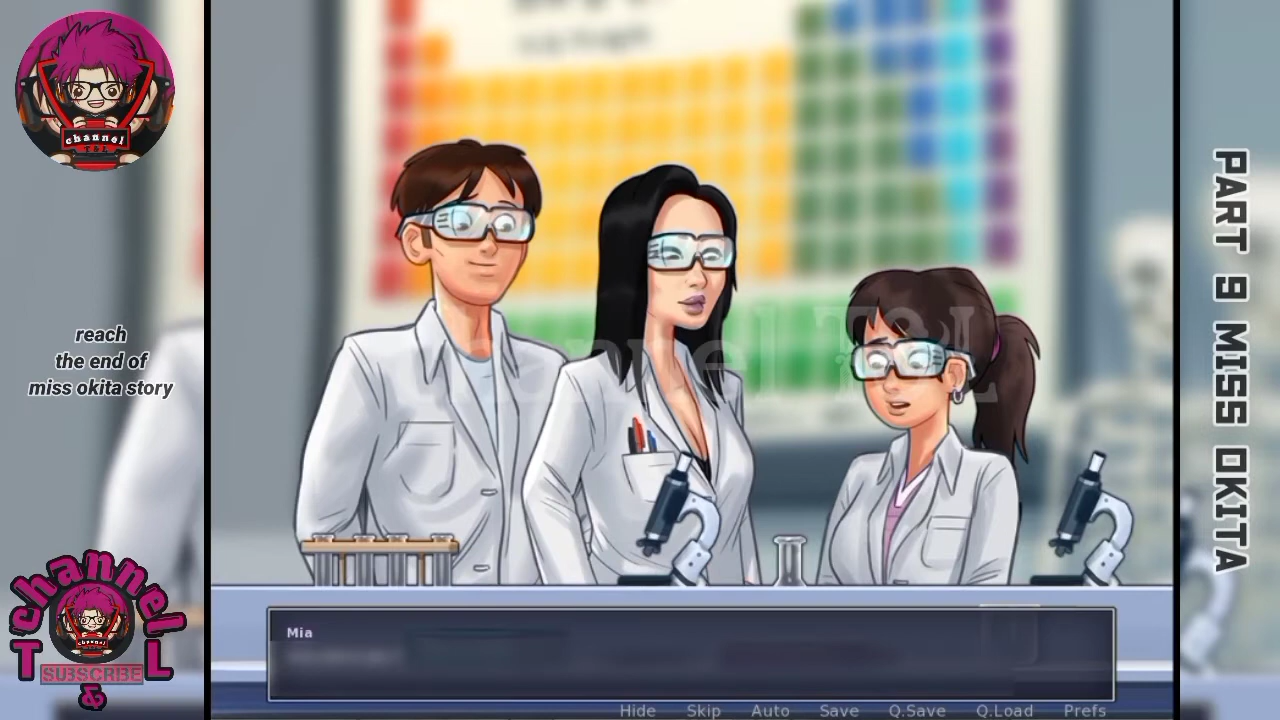 channel
T&L
reach
the end of
miss okita story
channel
T & L
SUBSCRIBE
channel T&L
PART 9 MISS OKITA
Mia
Hide Skip Auto Save Q.Save Q.Load Prefs